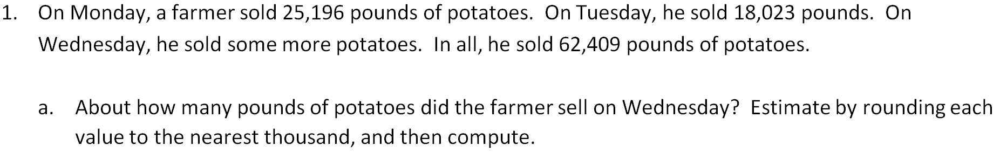 1. On Monday, a farmer sold 25,196 pounds of potatoes. On Tuesday, he sold 18,023 pounds. On
Wednesday, he sold some more potatoes. In all, he sold 62,409 pounds of potatoes.
a. About how many pounds of potatoes did the farmer sell on Wednesday? Estimate by rounding each
value to the nearest thousand, and then compute.